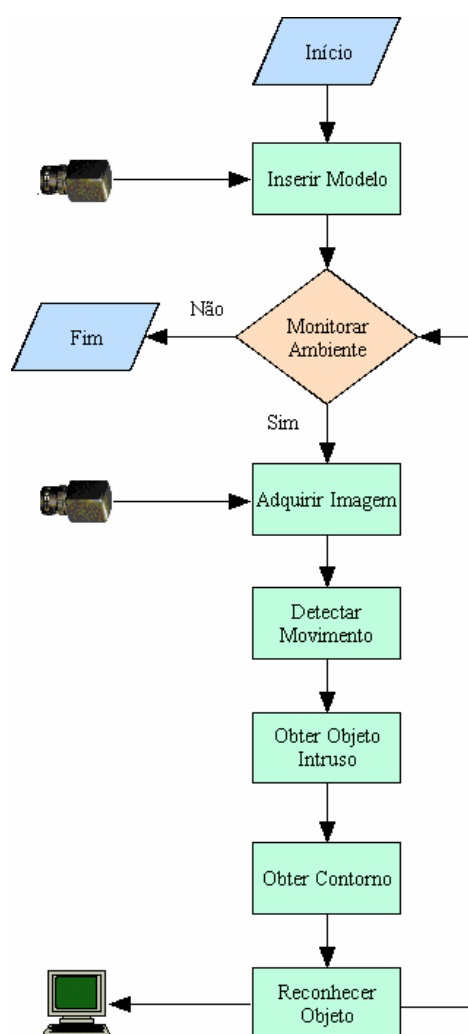 Início
Inserir Modelo
Não
Fim
Monitorar
Ambiente
Sim
Adquirir Imagem
Detectar
Movimento
Obter Objeto
Intruso
Obter Contorno
Reconhecer
Objeto